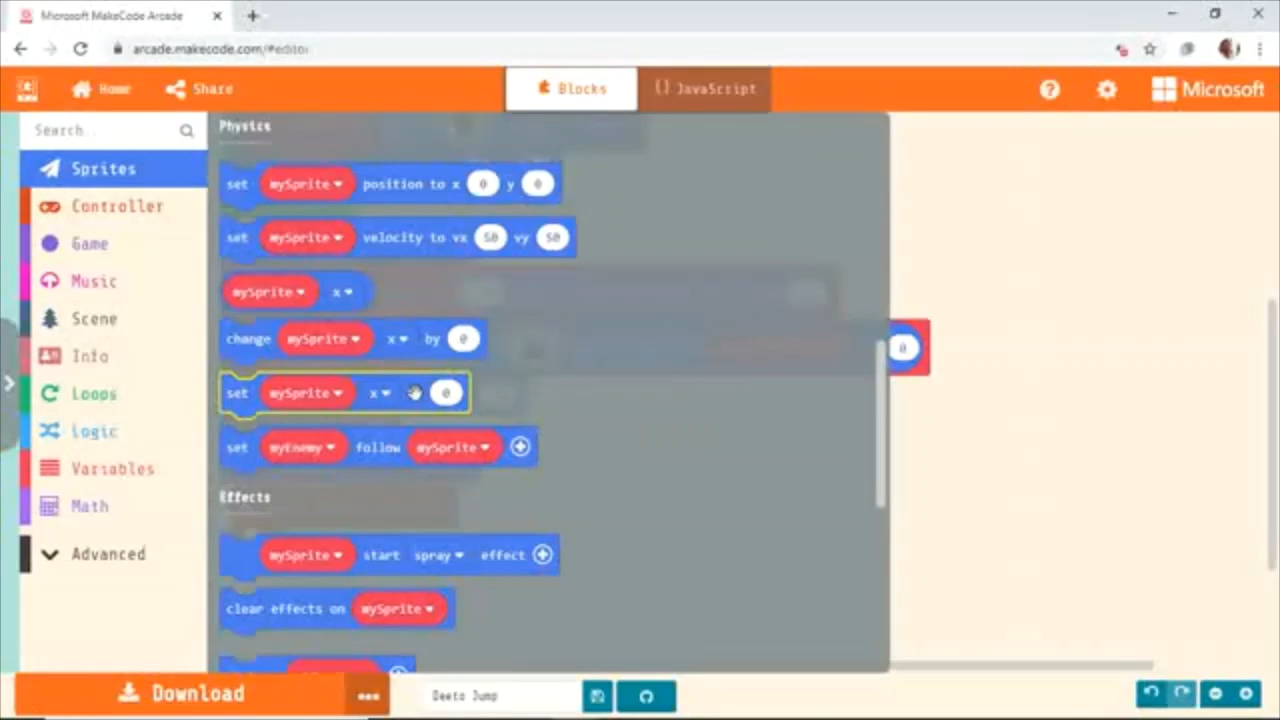 Microsoft MakeCode Arcade
arcade.makecode.com/#editor
Home
Share
Blocks
JavaScript
Microsoft
Search...
Sprites
Controller
Game
Music
Scene
Info
Loops
Logic
Variables
Math
Advanced
Physics
set mySprite position to x 0 y 0
set mySprite velocity to vx 50 vy 50
mySprite x
change mySprite x by 0
set mySprite x 0
0
set myEnemy follow mySprite
Effects
mySprite start spray effect
clear effects on mySprite
Download
Geeto Jump